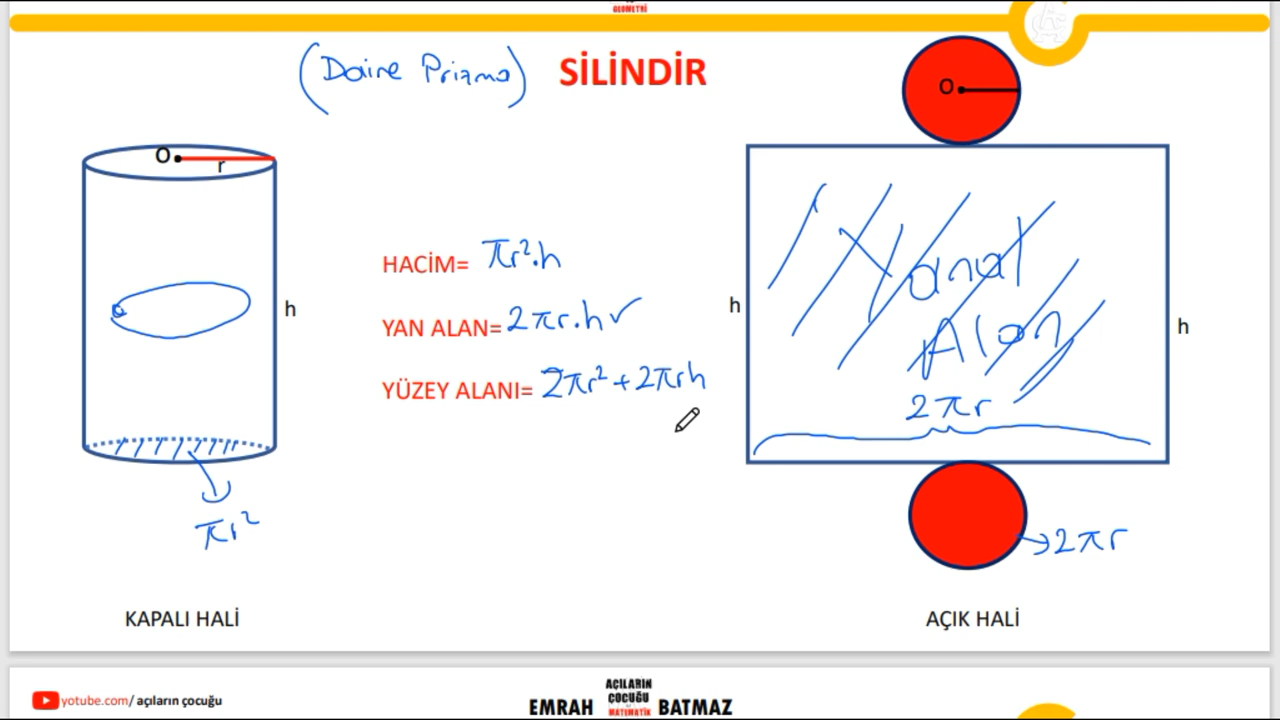 GEOMETRİ
(Daire Prizma) SİLİNDİR
O
r
h
πr²
KAPALI HALİ
HACİM= πr².h
YAN ALAN= 2πr.h✓
YÜZEY ALANI= 2πr²+2πrh
O
h
Yanal
Alan
h
2πr
2πr
AÇIK HALİ
yotube.com/ açıların çocuğu
EMRAH BATMAZ
AÇILARIN
ÇOCUĞU
MATEMATİK